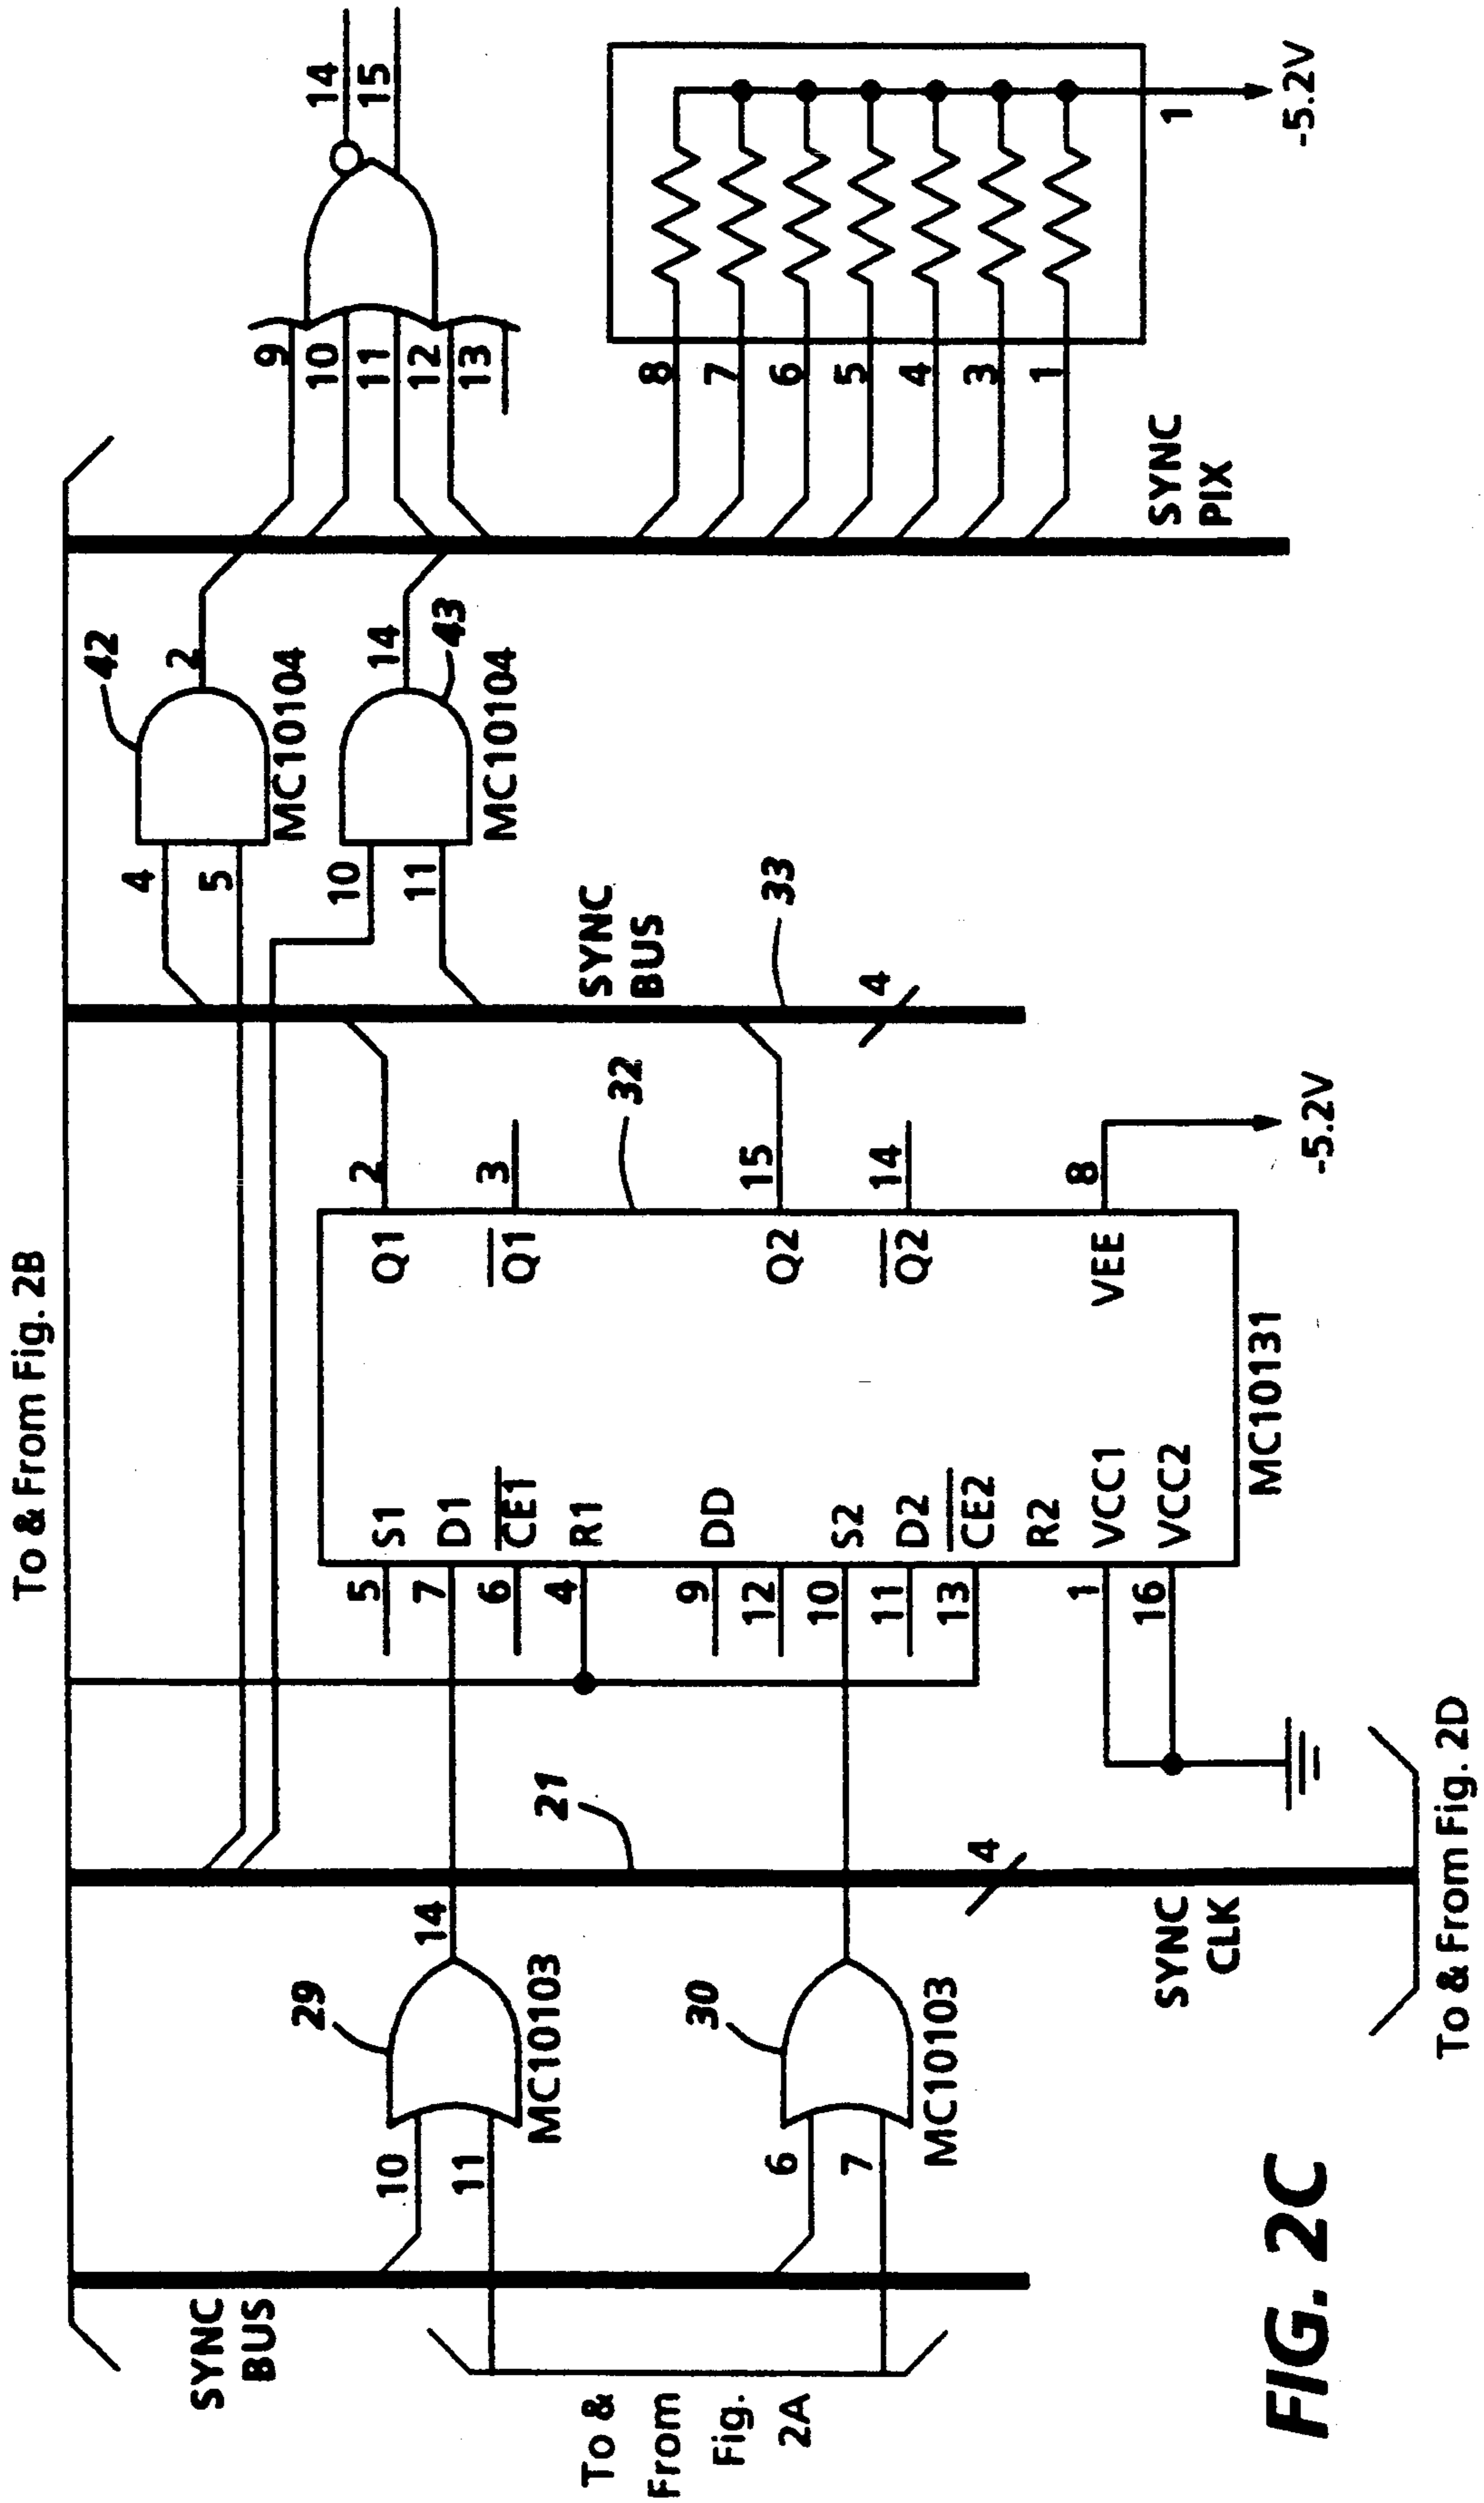 To & From Fig. 2B
SYNC
BUS
To &
From
Fig.
2A
10
11
29
14
MC10103
6
7
30
MC10103
21
4
SYNC
CLK
To & From Fig. 2D
5
7
6
4
9
12
10
11
13
1
16
S1
D1
CE1
R1
DD
S2
D2
CE2
R2
VCC1
VCC2
Q1
Q1
Q2
Q2
VEE
MC10131
2
3
15
14
8
-5.2V
32
33
SYNC
BUS
4
4
5
42
2
MC10104
10
11
14
43
MC10104
9
10
11
12
13
14
15
8
7
6
5
4
3
1
SYNC
PIX
1
-5.2V
FIG. 2C